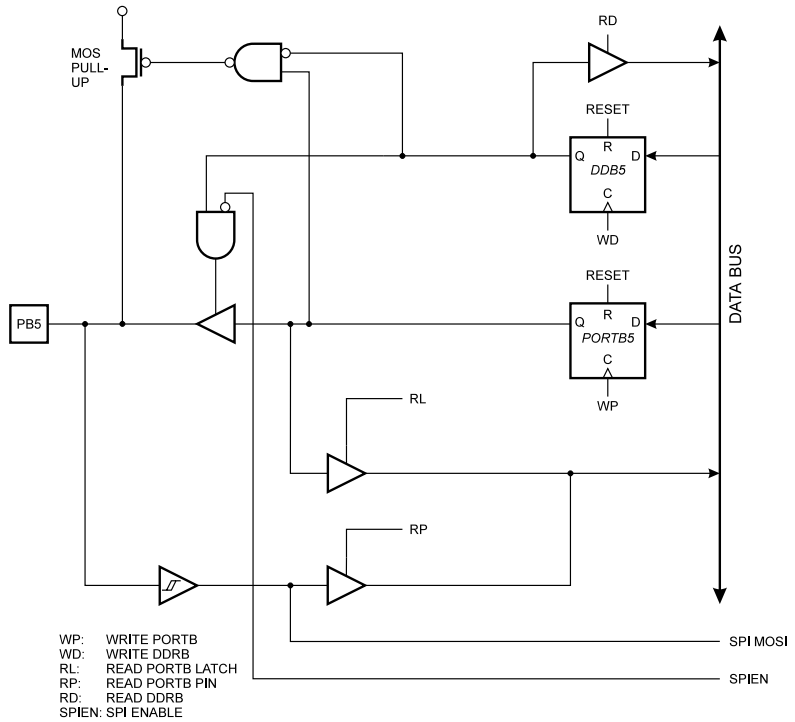 RD
MOS
PULL-
UP
RESET
R
Q
D
DDB5
C
WD
DATA BUS
RESET
R
PB5
Q
D
PORTB5
C
WP
RL
RP
WP: WRITE PORTB
WD: WRITE DDRB
RL: READ PORTB LATCH
RP: READ PORTB PIN
RD: READ DDRB
SPIEN: SPI ENABLE
SPI MOSI
SPIEN